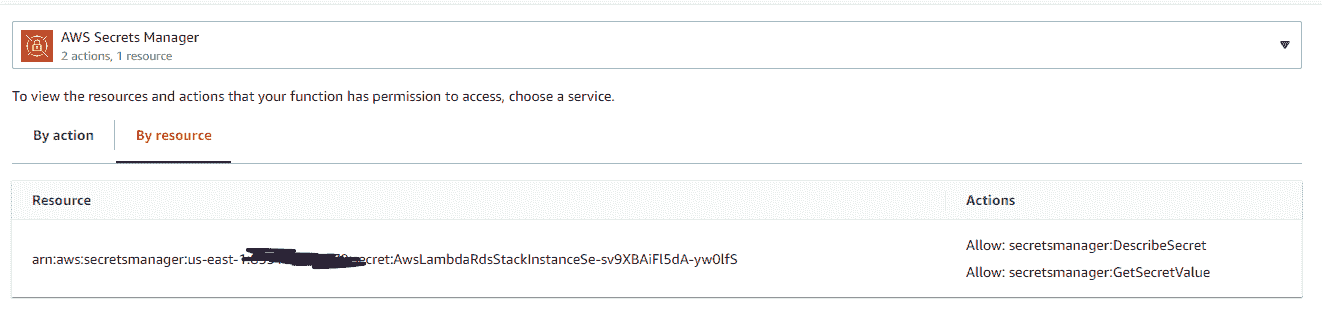 AWS Secrets Manager
2 actions, 1 resource
To view the resources and actions that your function has permission to access, choose a service.
By action
By resource
Resource
Actions
arn:aws:secretsmanager:us-east-1: secret:AwsLambdaRdsStackInstanceSe-sv9XBAiFl5dA-yw0lfS
Allow: secretsmanager:DescribeSecret
Allow: secretsmanager:GetSecretValue